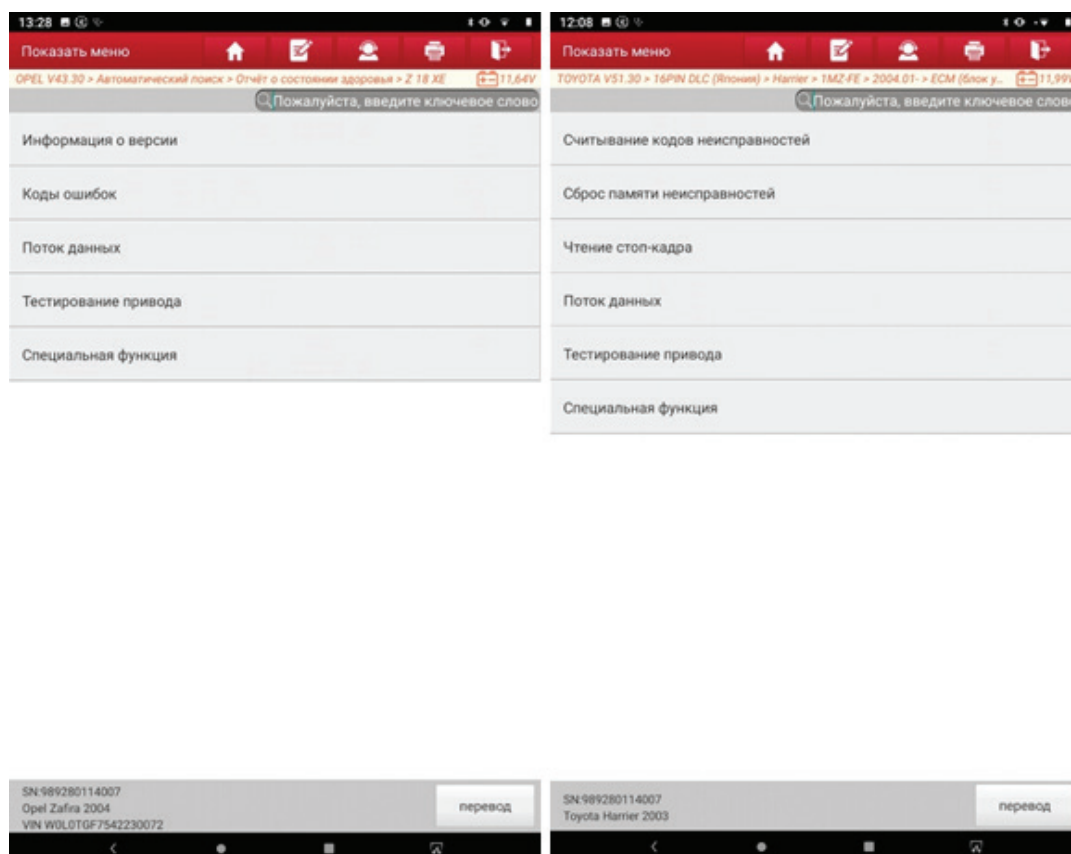 13:28
Показать меню
OPEL V43.30 > Автоматический поиск > Отчёт о состоянии здоровья > Z 18 XE
11,64V
Пожалуйста, введите ключевое слово
Информация о версии
Коды ошибок
Поток данных
Тестирование привода
Специальная функция
SN:989280114007
Opel Zafira 2004
VIN W0L0TGF7542230072
перевод
12:08
Показать меню
TOYOTA V51.30 > 16PIN DLC (Япония) > Harrier > 1MZ-FE > 2004.01- > ECM (блок у...
11,99V
Пожалуйста, введите ключевое слово
Считывание кодов неисправностей
Сброс памяти неисправностей
Чтение стоп-кадра
Поток данных
Тестирование привода
Специальная функция
SN:989280114007
Toyota Harrier 2003
перевод